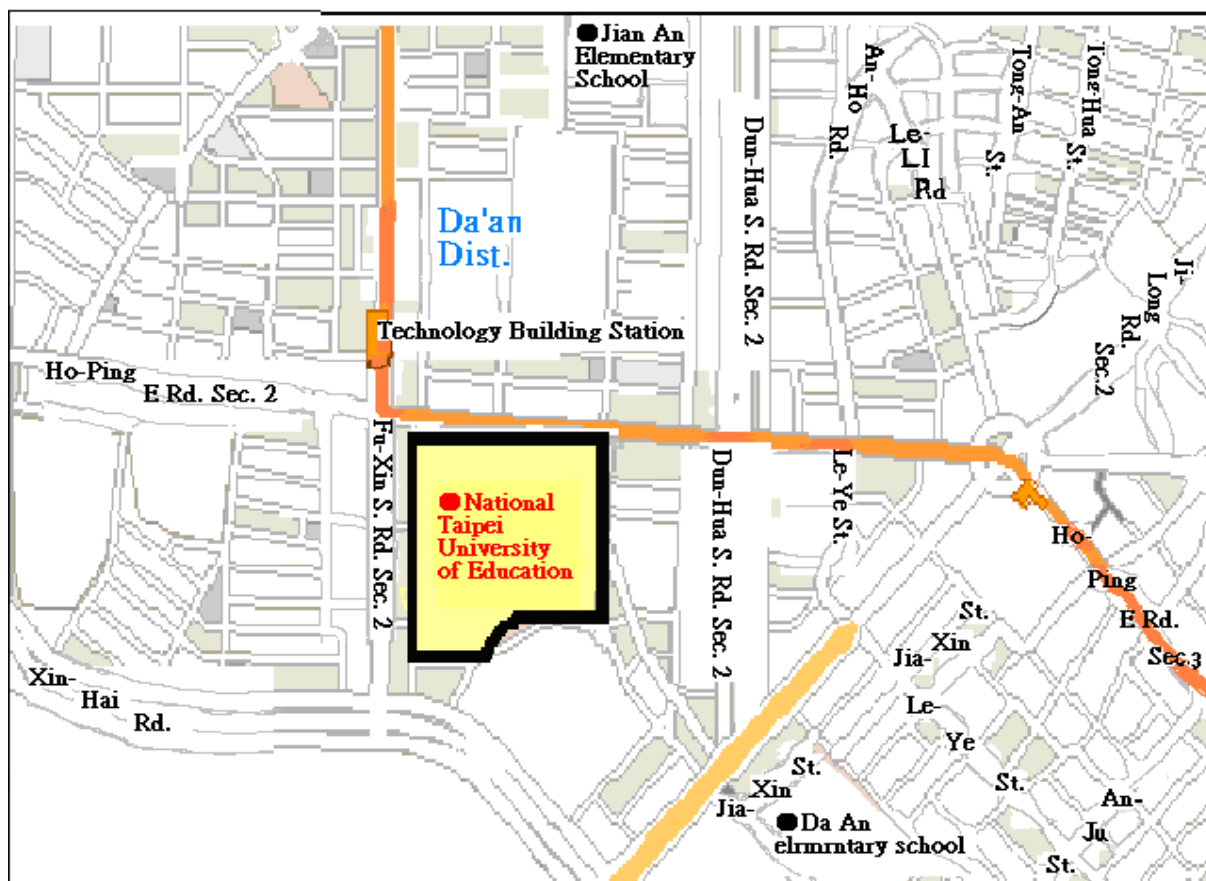 Jian An
Elementary
School
An-Ho
Rd.
Tong-An
St.
Tong-Hua
St.
Le-
LI
Rd
Dun-Hua S. Rd. Sec. 2
Da'an
Dist.
Ji-
Long
Rd.
Sec.2
Technology Building Station
Ho-Ping
E Rd. Sec. 2
Fu-Xin S. Rd. Sec. 2
National
Taipei
University
of Education
Dun-Hua S. Rd. Sec. 2
Le-Ye St.
Ho-
Ping
E Rd.
Sec.3
Jia-
Xin
St.
Xin-
Hai
Rd.
Le-
Ye
St.
Jia-
Xin
St.
An-
Ju
St.
Da An
elrmrntary school